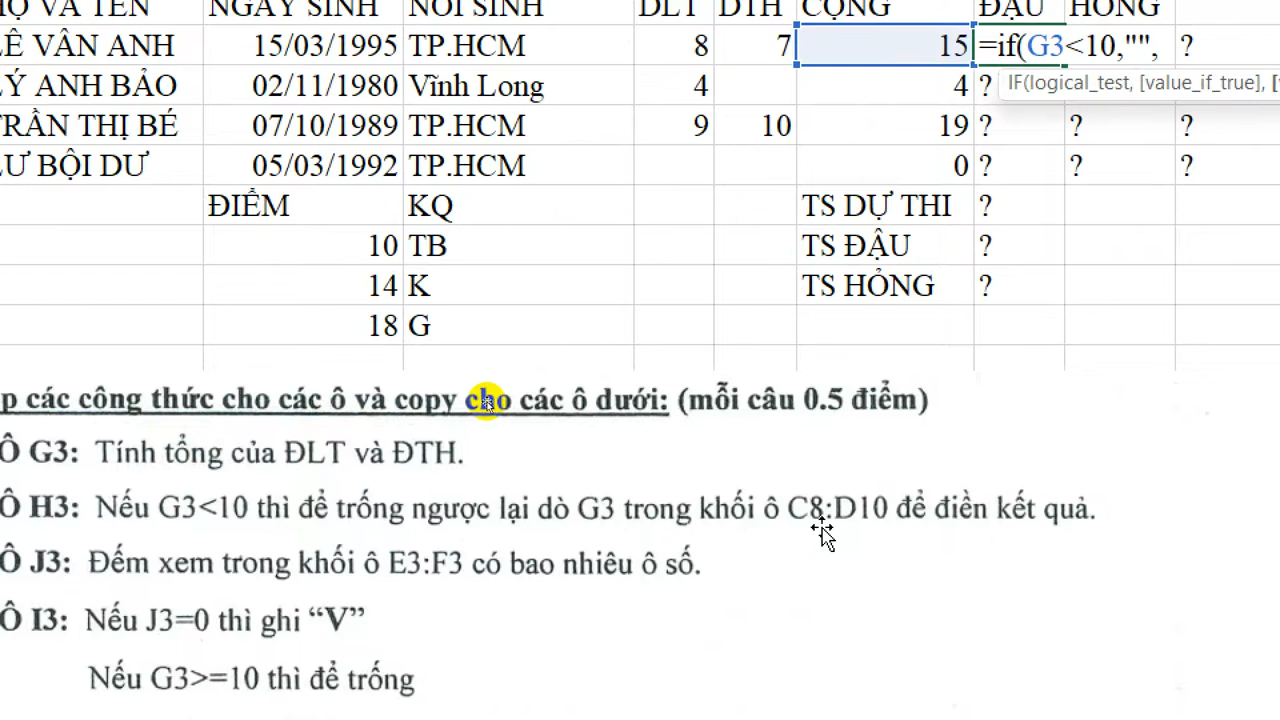 HỌ VÀ TÊN NGÀY SINH NƠI SINH ĐLT ĐTH CỘNG ĐẬU HỎNG
LÊ VÂN ANH 15/03/1995 TP.HCM 8 7 15 =if(G3<10,"", ?
LÝ ANH BẢO 02/11/1980 Vĩnh Long 4 4 ? IF(logical_test, [value_if_true], [v
TRẦN THỊ BÉ 07/10/1989 TP.HCM 9 10 19 ? ? ?
LƯ BỘI DƯ 05/03/1992 TP.HCM 0 ? ? ?
ĐIỂM KQ TS DỰ THI ?
10 TB TS ĐẬU ?
14 K TS HỎNG ?
18 G
p các công thức cho các ô và copy cho các ô dưới: (mỗi câu 0.5 điểm)
Ô G3: Tính tổng của ĐLT và ĐTH.
Ô H3: Nếu G3<10 thì để trống ngược lại dò G3 trong khối ô C8:D10 để điền kết quả.
Ô J3: Đếm xem trong khối ô E3:F3 có bao nhiêu ô số.
Ô I3: Nếu J3=0 thì ghi “V”
Nếu G3>=10 thì để trống